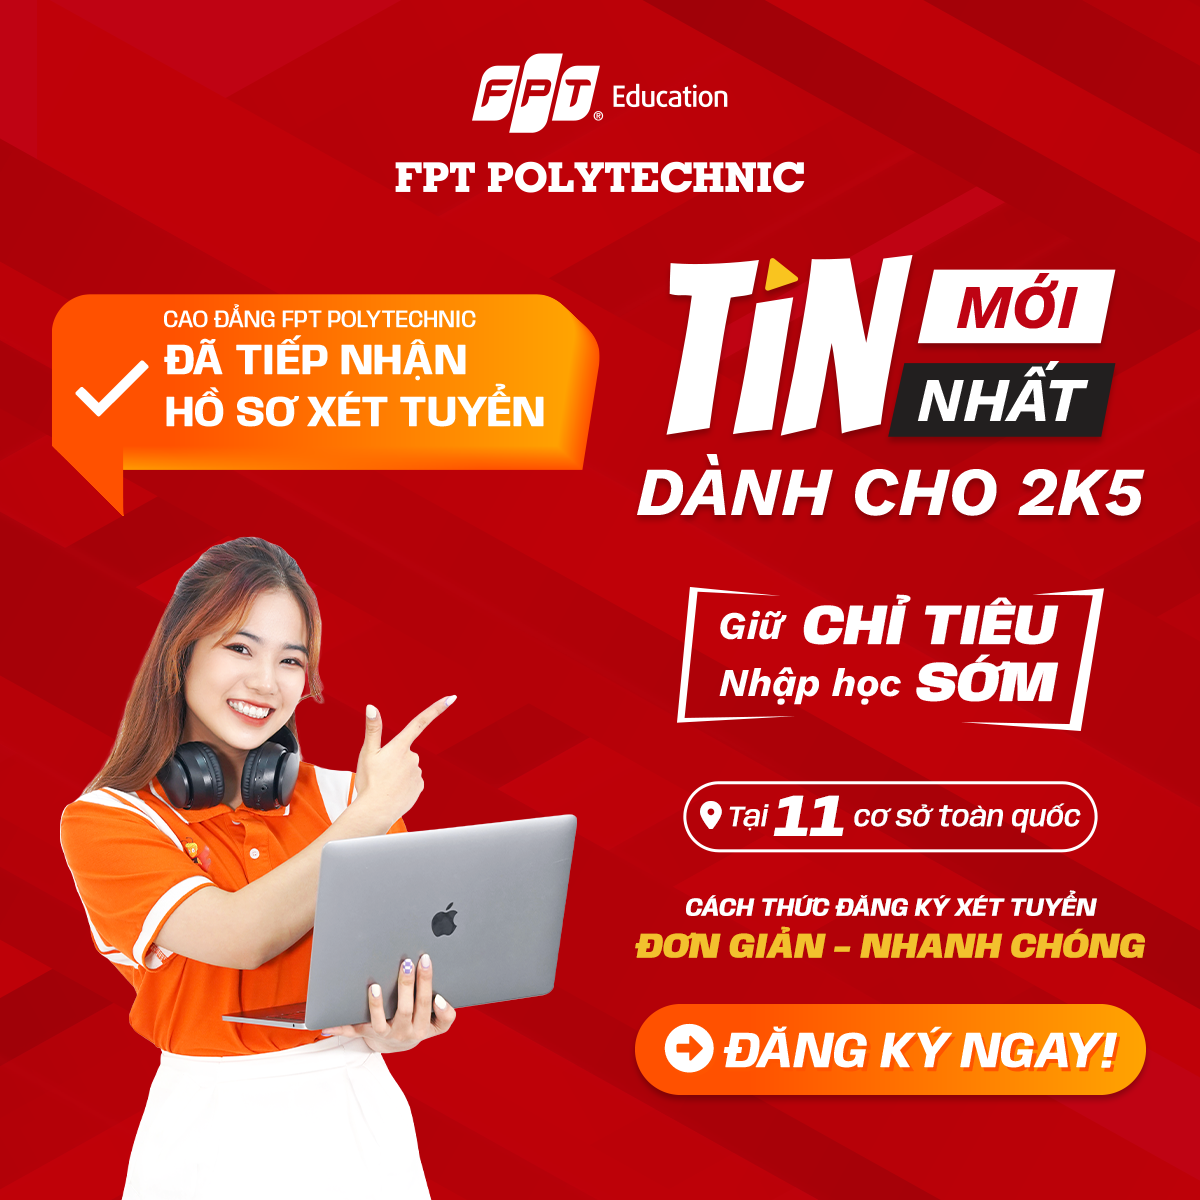 FPT® Education
FPT POLYTECHNIC
CAO ĐẲNG FPT POLYTECHNIC
ĐÃ TIẾP NHẬN
HỒ SƠ XÉT TUYỂN
TIN MỚI
NHẤT
DÀNH CHO 2K5
Giữ CHỈ TIÊU
Nhập học SỚM
Tại 11 cơ sở toàn quốc
CÁCH THỨC ĐĂNG KÝ XÉT TUYỂN
ĐƠN GIẢN – NHANH CHÓNG
ĐĂNG KÝ NGAY!